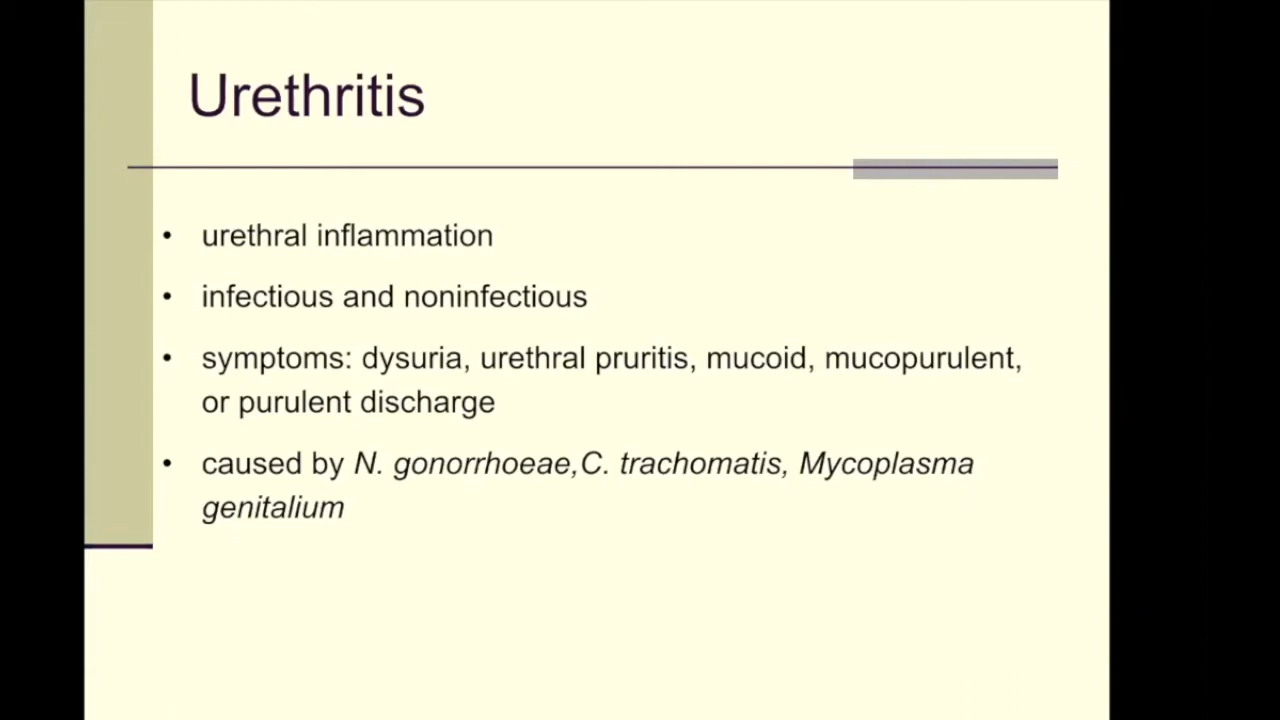 Urethritis
• urethral inflammation
• infectious and noninfectious
• symptoms: dysuria, urethral pruritis, mucoid, mucopurulent,
or purulent discharge
• caused by N. gonorrhoeae,C. trachomatis, Mycoplasma
genitalium